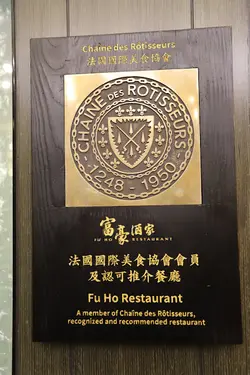 Chaîne des Rotisseurs
法國國際美食協會
CHAÎNE DES ROTISSEURS
1248 - 1950
富豪酒家
FU HO RESTAURANT
法國國際美食協會會員
及認可推介餐廳
Fu Ho Restaurant
A member of Chaîne des Rôtisseurs,
recognized and recommended restaurant